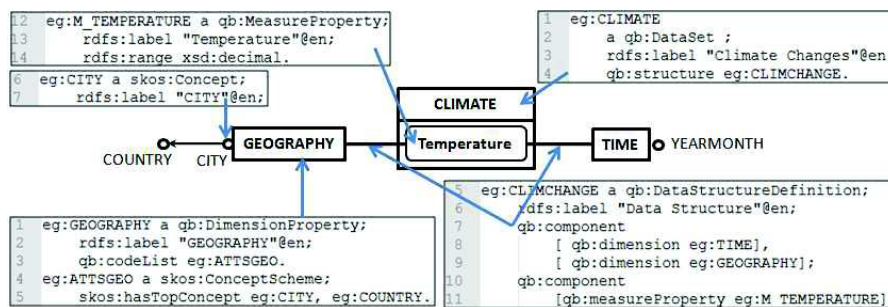 12 eg:M_TEMPERATURE a qb:MeasureProperty;
13 rdfs:label "Temperature"@en;
14 rdfs:range xsd:decimal.
6 eg:CITY a skos:Concept;
7 rdfs:label "CITY"@en;
1 eg:CLIMATE
2 a qb:DataSet ;
3 rdfs:label "Climate Changes"@en
4 qb:structure eg:CLIMCHANGE.
CLIMATE
COUNTRY CITY GEOGRAPHY Temperature TIME YEARMONTH
1 eg:GEOGRAPHY a qb:DimensionProperty;
2 rdfs:label "GEOGRAPHY"@en;
3 qb:codeList eg:ATTSGEO.
4 eg:ATTSGEO a skos:ConceptScheme;
5 skos:hasTopConcept eg:CITY, eg:COUNTRY.
5 eg:CLIMCHANGE a qb:DataStructureDefinition;
6 rdfs:label "Data Structure"@en;
7 qb:component
8 [ qb:dimension eg:TIME],
9 [ qb:dimension eg:GEOGRAPHY];
10 qb:component
11 [qb:measureProperty eg:M_TEMPERATURE]